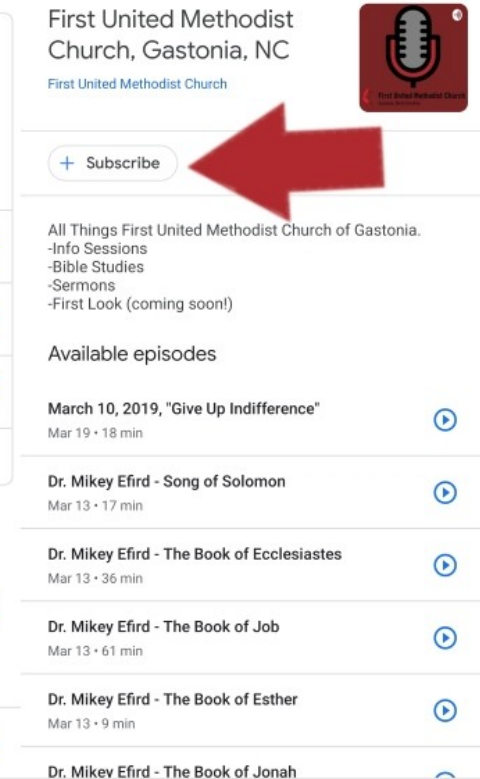 First United Methodist
Church, Gastonia, NC
First United Methodist Church
First United Methodist Church
+ Subscribe
All Things First United Methodist Church of Gastonia.
-Info Sessions
-Bible Studies
-Sermons
-First Look (coming soon!)
Available episodes
March 10, 2019, "Give Up Indifference"
Mar 19 • 18 min
Dr. Mikey Efird - Song of Solomon
Mar 13 • 17 min
Dr. Mikey Efird - The Book of Ecclesiastes
Mar 13 • 36 min
Dr. Mikey Efird - The Book of Job
Mar 13 • 61 min
Dr. Mikey Efird - The Book of Esther
Mar 13 • 9 min
Dr. Mikey Efird - The Book of Jonah